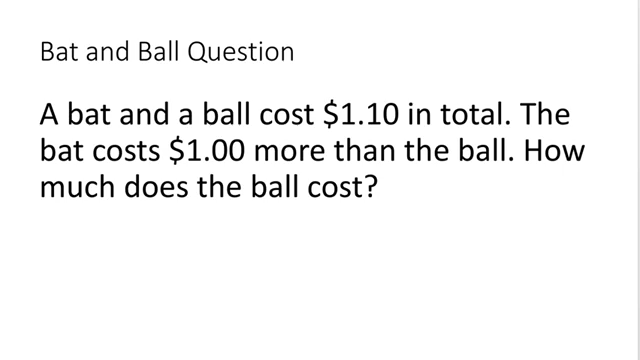 Bat and Ball Question
A bat and a ball cost $1.10 in total. The
bat costs $1.00 more than the ball. How
much does the ball cost?